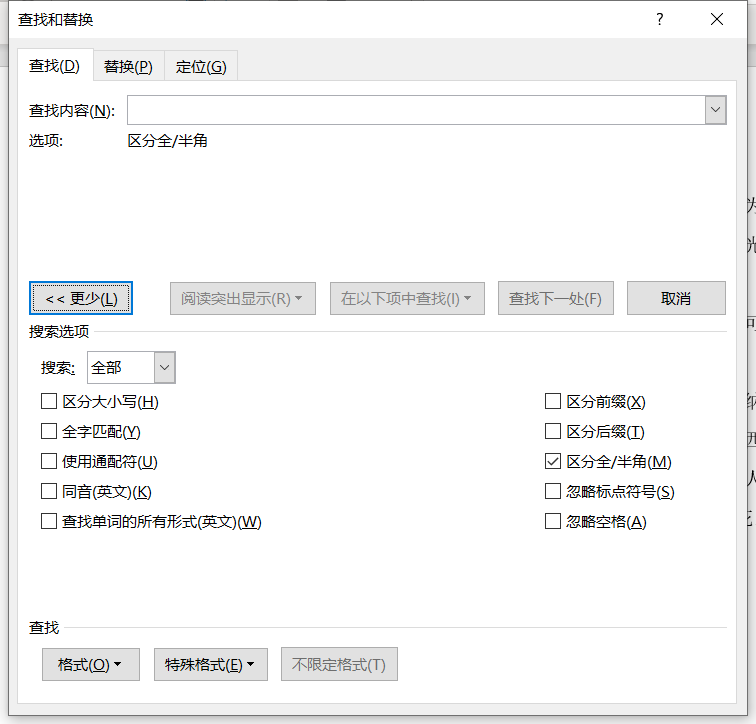 查找和替换
?
查找(D) 替换(P) 定位(G)
查找内容(N):
选项: 区分全/半角
<< 更少(L) 阅读突出显示(R) 在以下项中查找(I) 查找下一处(F) 取消
搜索选项
搜索: 全部
区分大小写(H) 区分前缀(X)
全字匹配(Y) 区分后缀(T)
使用通配符(U) 区分全/半角(M)
同音(英文)(K) 忽略标点符号(S)
查找单词的所有形式(英文)(W) 忽略空格(A)
查找
格式(O) 特殊格式(E) 不限定格式(T)